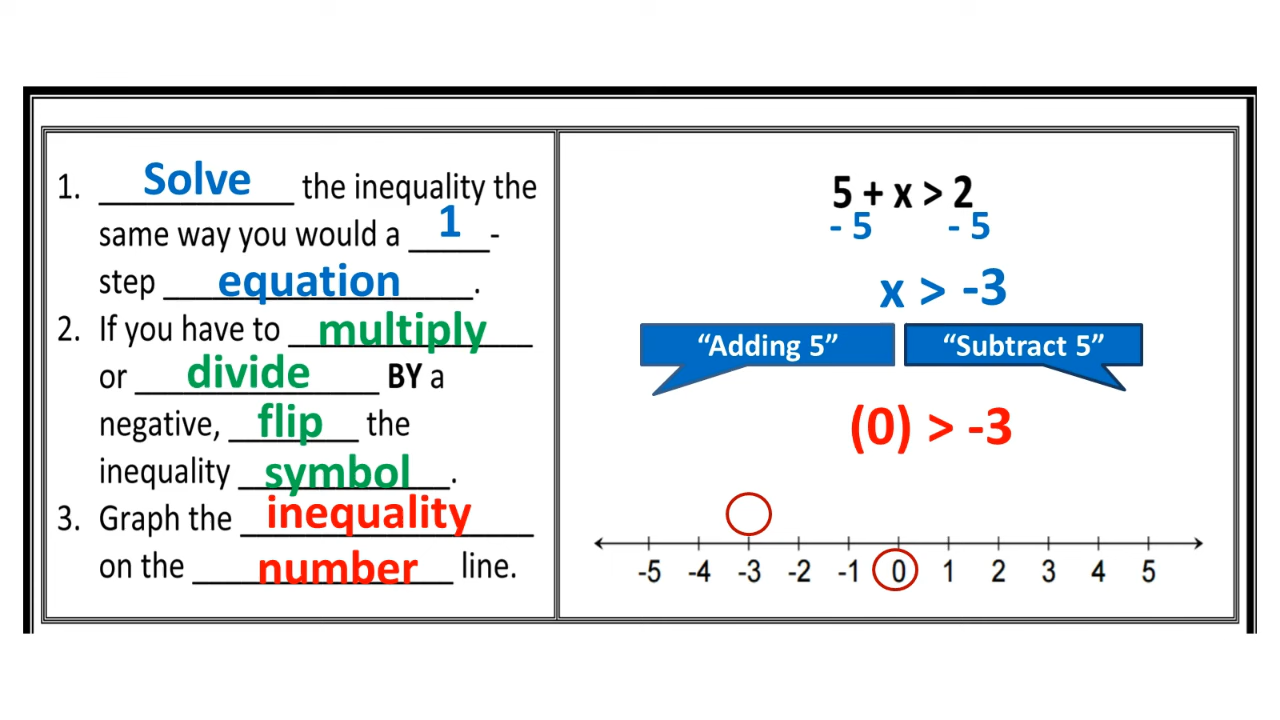 1. Solve the inequality the
same way you would a 1-
step equation.
2. If you have to multiply
or divide BY a
negative, flip the
inequality symbol.
3. Graph the inequality
on the number line.
5 + x > 2
- 5 - 5
x > -3
“Adding 5” “Subtract 5”
(0) > -3
-5 -4 -3 -2 -1 0 1 2 3 4 5